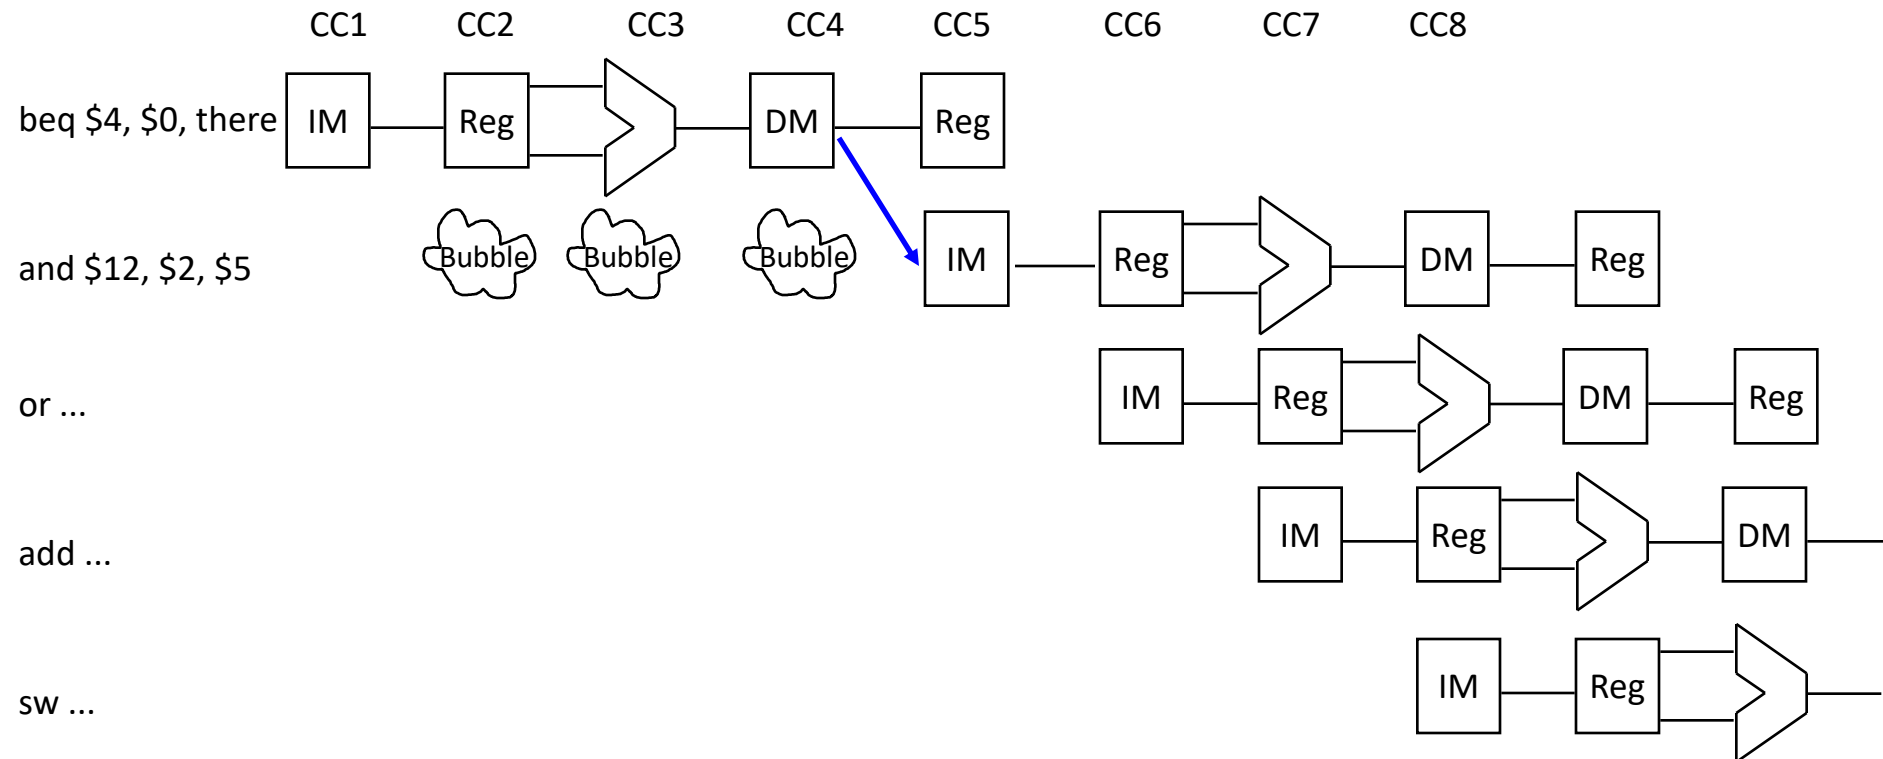 CC1 CC2 CC3 CC4 CC5 CC6 CC7 CC8
beq $4, $0, there IM Reg DM Reg
and $12, $2, $5 Bubble Bubble Bubble IM Reg DM Reg
or ... IM Reg DM Reg
add ... IM Reg DM
sw ... IM Reg